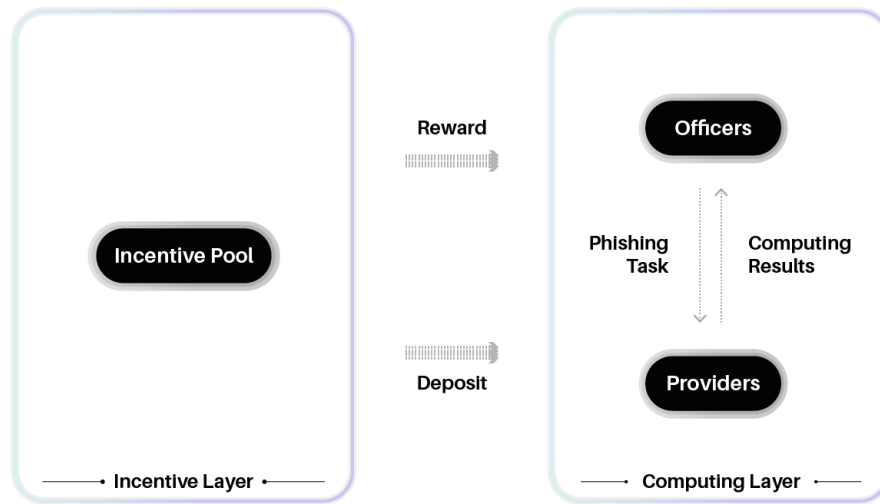 Incentive Pool
Incentive Layer
Reward
Deposit
Officers
Phishing
Task
Computing
Results
Providers
Computing Layer